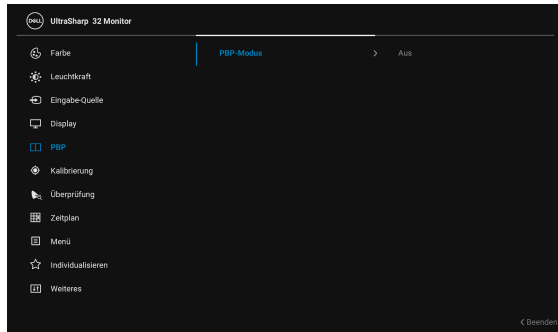 DELL UltraSharp 32 Monitor
Farbe
PBP-Modus > Aus
Leuchtkraft
Eingabe-Quelle
Display
PBP
Kalibrierung
Überprüfung
Zeitplan
Menü
Individualisieren
Weiteres
< Beenden